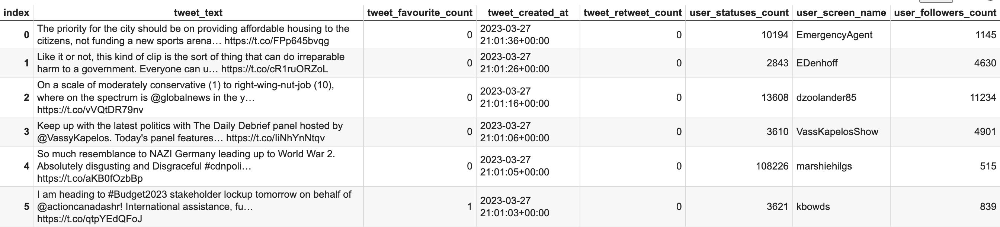 index tweet_text tweet_favourite_count tweet_created_at tweet_retweet_count user_statuses_count user_screen_name user_followers_count
0 The priority for the city should be on providing affordable housing to the citizens, not funding a new sports arena… https://t.co/FPp645bvqg 0 2023-03-27 21:01:36+00:00 0 10194 EmergencyAgent 1145
1 Like it or not, this kind of clip is the sort of thing that can do irreparable harm to a government. Everyone can u… https://t.co/cR1ruORZoL 0 2023-03-27 21:01:26+00:00 0 2843 EDenhoff 4630
2 On a scale of moderately conservative (1) to right-wing-nut-job (10), where on the spectrum is @globalnews in the y… https://t.co/vVQtDR79nv 0 2023-03-27 21:01:16+00:00 0 13608 dzoolander85 11234
3 Keep up with the latest politics with The Daily Debrief panel hosted by @VassyKapelos. Today's panel features… https://t.co/IiNhYnNtqv 0 2023-03-27 21:01:06+00:00 0 3610 VassKapelosShow 4901
4 So much resemblance to NAZI Germany leading up to World War 2. Absolutely disgusting and Disgraceful #cdnpoli… https://t.co/aKB0fOzbBp 0 2023-03-27 21:01:05+00:00 0 108226 marshiehilgs 515
5 I am heading to #Budget2023 stakeholder lockup tomorrow on behalf of @actioncanadashr! International assistance, fu… https://t.co/qtpYEdQFoJ 1 2023-03-27 21:01:03+00:00 0 3621 kbowds 839